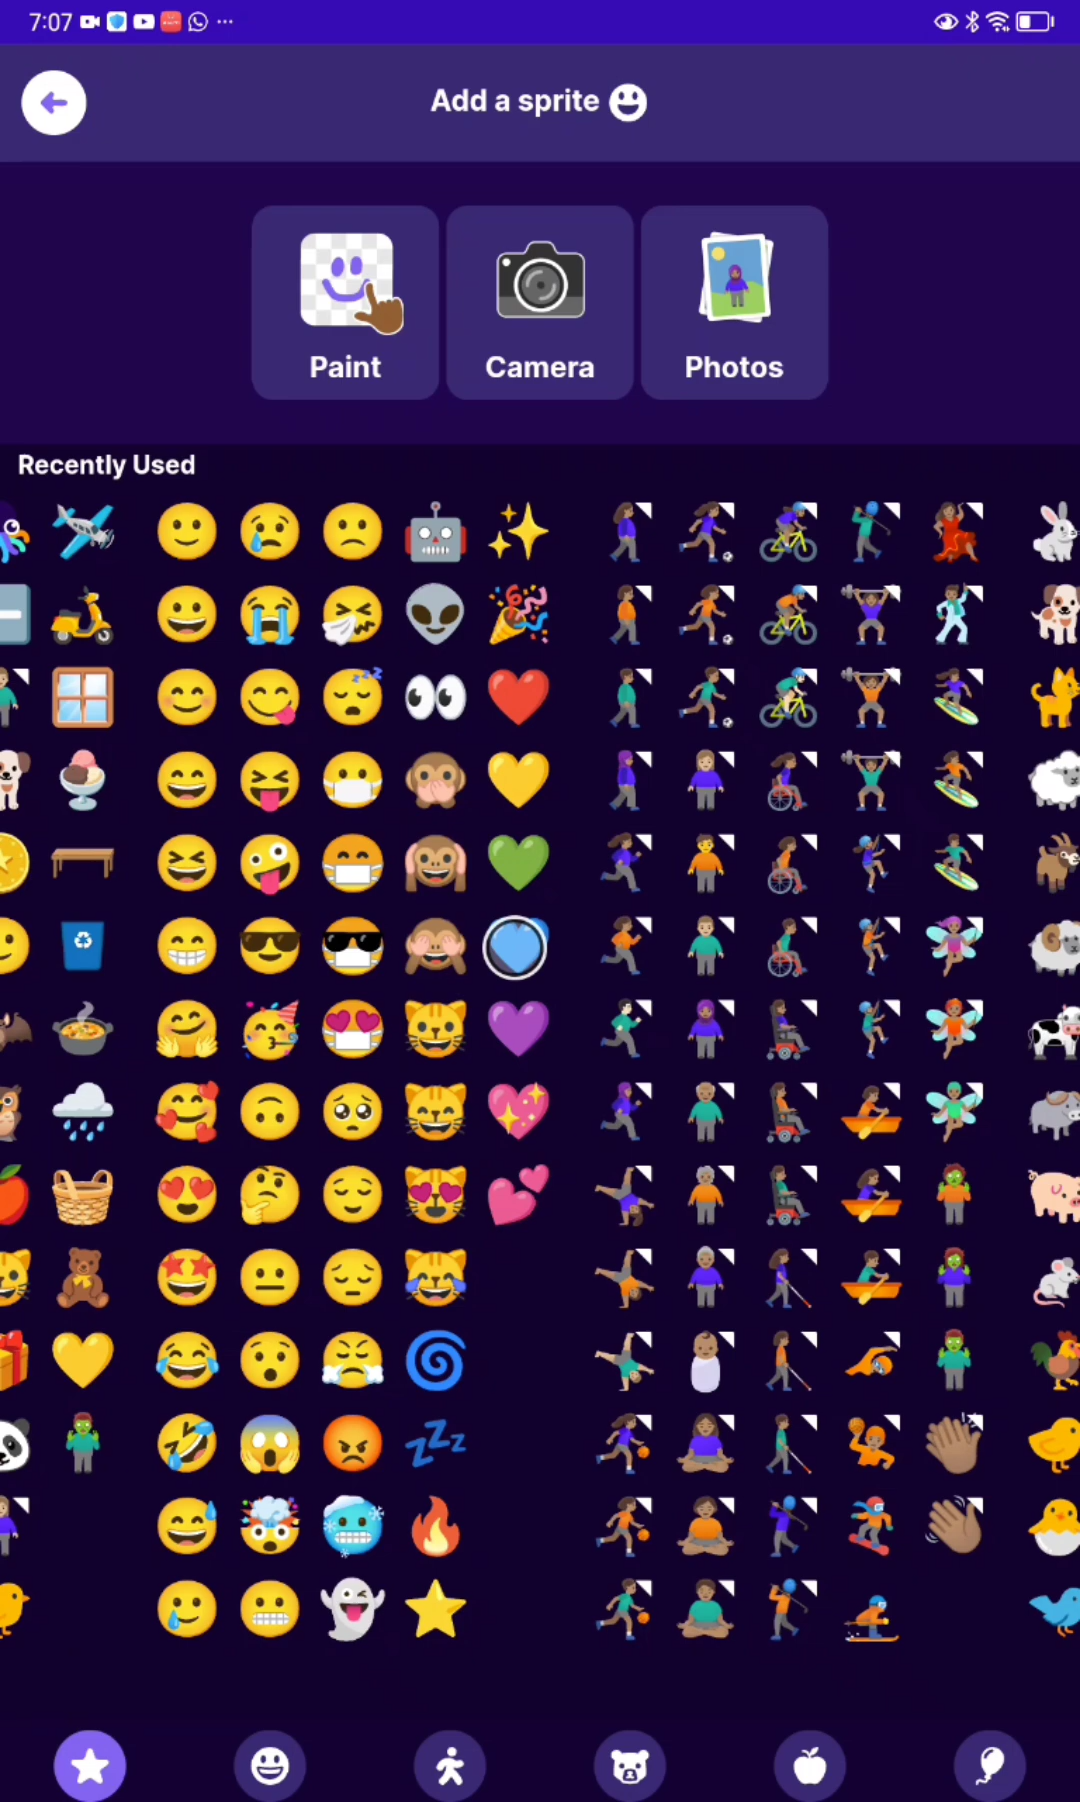 7:07
Add a sprite
Paint
Camera
Photos
Recently Used